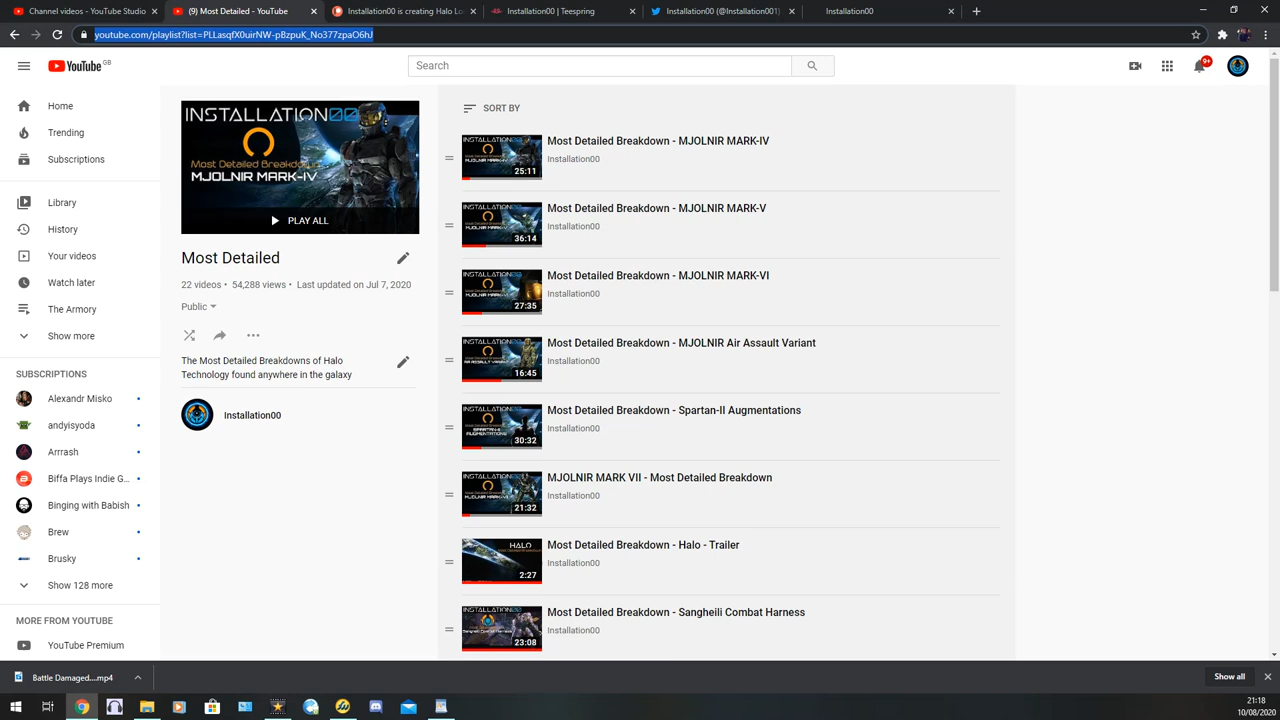 Channel videos - YouTube Studio
(9) Most Detailed - YouTube
Installation00 is creating Halo Lo
Installation00 | Teespring
Installation00 (@Installation001)
Installation00
youtube.com/playlist?list=PLLasqfX0uirNW-pBzpuK_No377zpaO6hJ
YouTube GB
Search
9+
Home
Trending
Subscriptions
Library
History
Your videos
Watch later
The Armory
Show more
SUBSCRIPTIONS
Alexandr Misko
andyisyoda
Arrrash
Biffa Plays Indie G...
Binging with Babish
Brew
Brusky
Show 128 more
MORE FROM YOUTUBE
YouTube Premium
INSTALLATION00
Most Detailed Breakdown
MJOLNIR MARK-IV
PLAY ALL
Most Detailed
22 videos • 54,288 views • Last updated on Jul 7, 2020
Public
The Most Detailed Breakdowns of Halo
Technology found anywhere in the galaxy
Installation00
SORT BY
25:11
Most Detailed Breakdown - MJOLNIR MARK-IV
Installation00
36:14
Most Detailed Breakdown - MJOLNIR MARK-V
Installation00
27:35
Most Detailed Breakdown - MJOLNIR MARK-VI
Installation00
16:45
Most Detailed Breakdown - MJOLNIR Air Assault Variant
Installation00
30:32
Most Detailed Breakdown - Spartan-II Augmentations
Installation00
21:32
MJOLNIR MARK VII - Most Detailed Breakdown
Installation00
HALO
2:27
Most Detailed Breakdown - Halo - Trailer
Installation00
23:08
Most Detailed Breakdown - Sangheili Combat Harness
Installation00
Battle Damaged....mp4
Show all
21:18
10/08/2020